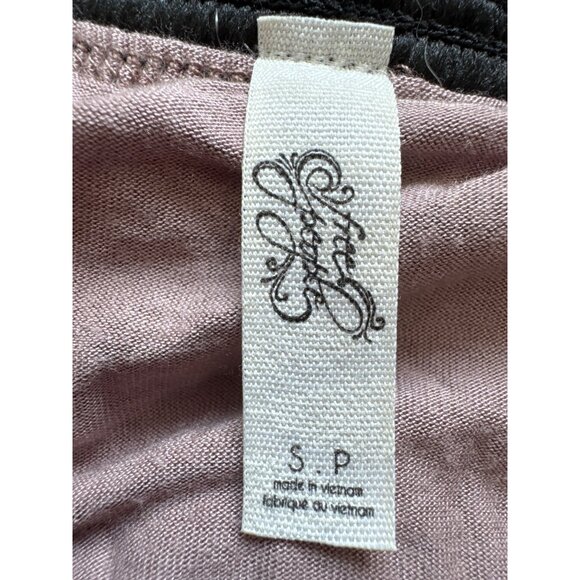 free
people
S . P
made in vietnam
fabriqué au vietnam